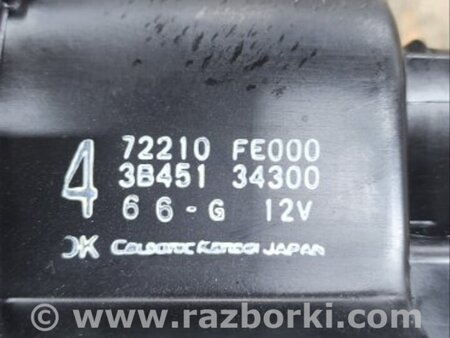 4
72210 FE000
3B451 34300
66-G 12V
CK Calsonic Kansei JAPAN
© www.razborki.com